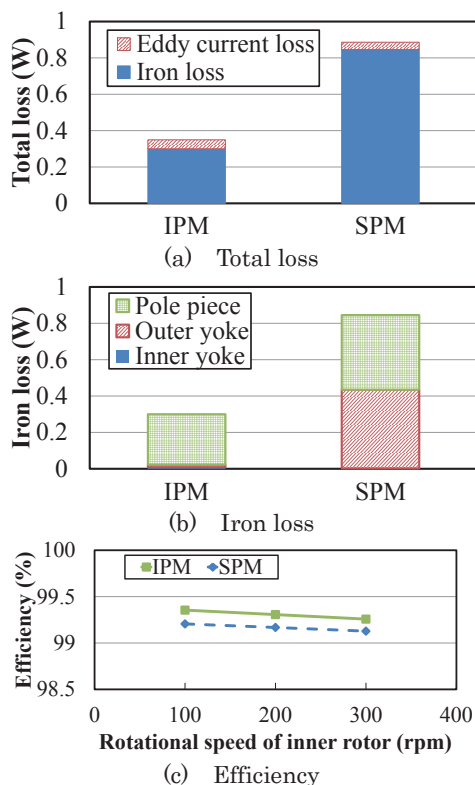 1
0.8
0.6
0.4
0.2
0
Total loss (W)
Eddy current loss
Iron loss
IPM SPM
(a) Total loss
1
0.8
0.6
0.4
0.2
0
Iron loss (W)
Pole piece
Outer yoke
Inner yoke
IPM SPM
(b) Iron loss
100
99.5
99
98.5
Efficiency (%)
IPM SPM
0 100 200 300 400
Rotational speed of inner rotor (rpm)
(c) Efficiency